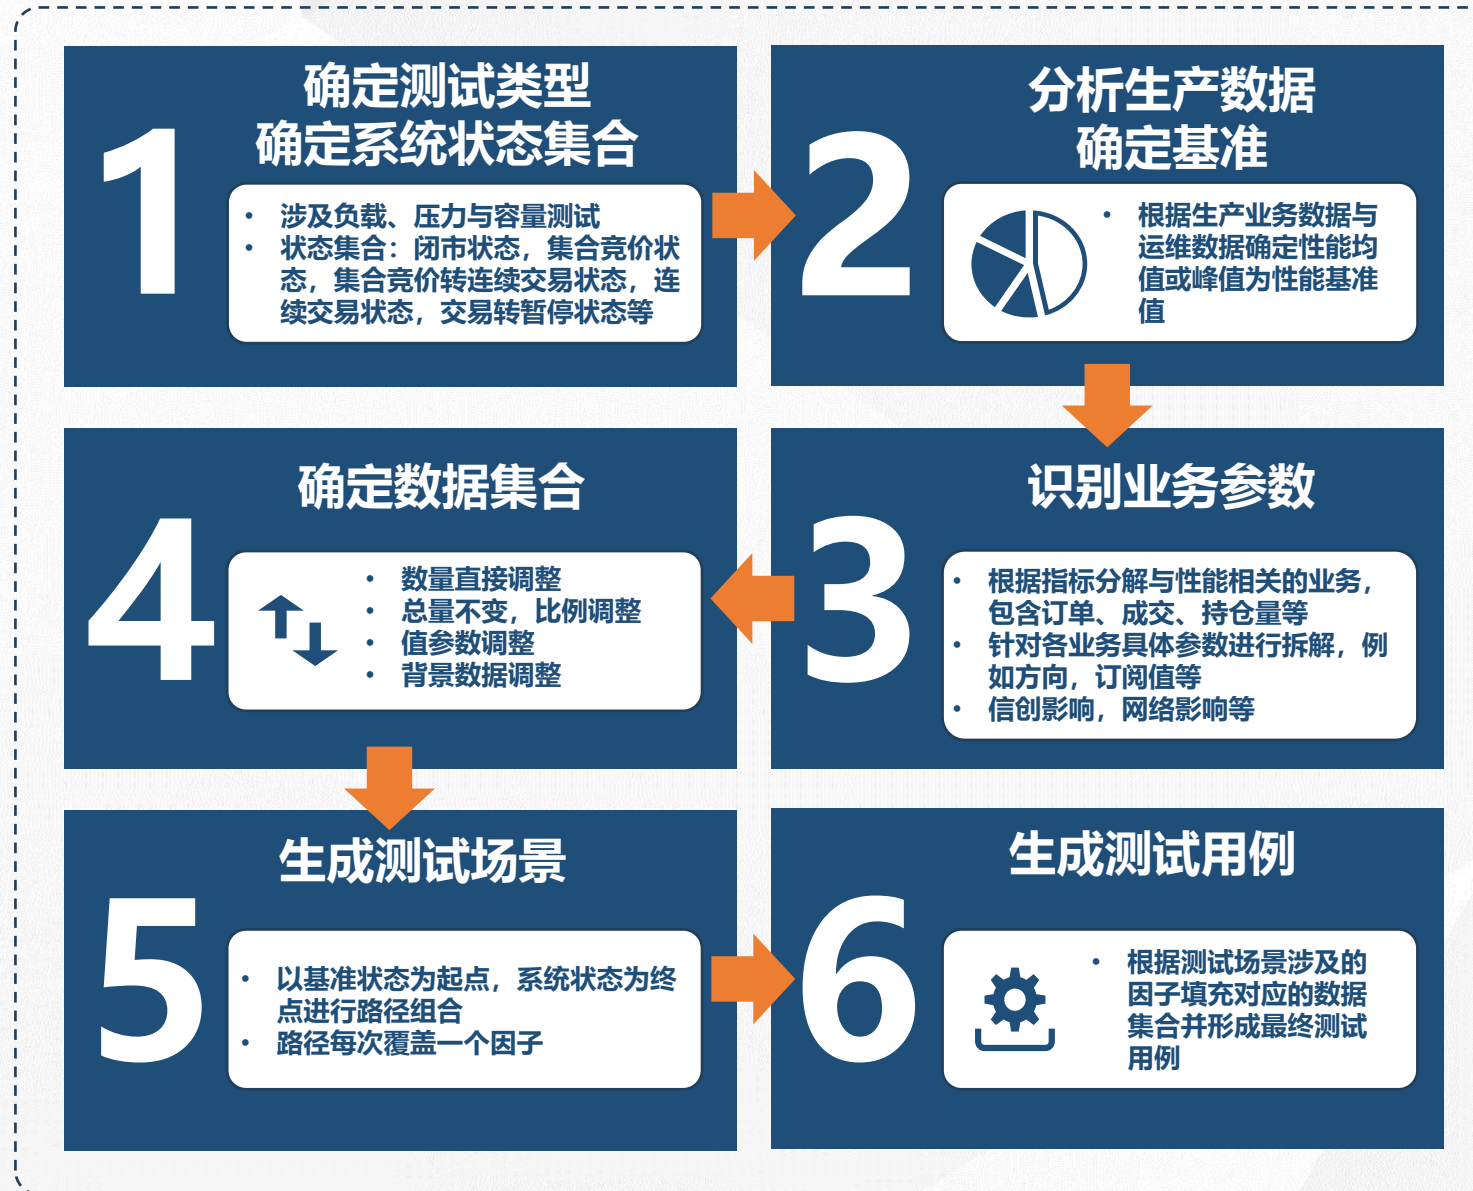 1
确定测试类型
确定系统状态集合
• 涉及负载、压力与容量测试
• 状态集合：闭市状态，集合竞价状
态，集合竞价转连续交易状态，连
续交易状态，交易转暂停状态等
2
分析生产数据
确定基准
• 根据生产业务数据与
运维数据确定性能均
值或峰值为性能基准
值
3
识别业务参数
• 根据指标分解与性能相关的业务，
包含订单、成交、持仓量等
• 针对各业务具体参数进行拆解，例
如方向，订阅值等
• 信创影响，网络影响等
4
确定数据集合
• 数量直接调整
• 总量不变，比例调整
• 值参数调整
• 背景数据调整
5
生成测试场景
• 以基准状态为起点，系统状态为终
点进行路径组合
• 路径每次覆盖一个因子
6
生成测试用例
• 根据测试场景涉及的
因子填充对应的数据
集合并形成最终测试
用例